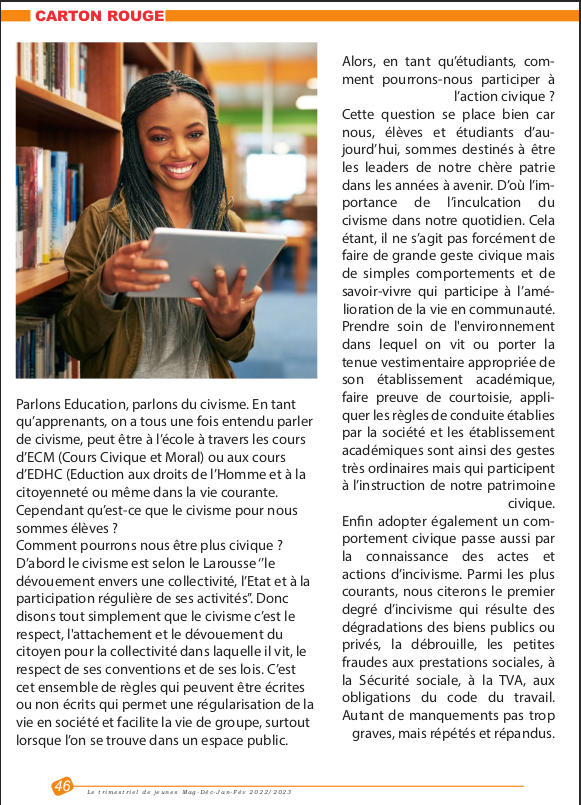 CARTON ROUGE
Parlons Education, parlons du civisme. En tant
qu'apprenants, on a tous une fois entendu parler
de civisme, peut être à l'école à travers les cours
d'ECM (Cours Civique et Moral) ou aux cours
d'EDHC (Eduction aux droits de l'Homme et à la
citoyenneté ou même dans la vie courante.
Cependant qu'est-ce que le civisme pour nous
sommes élèves ?
Comment pourrons nous être plus civique ?
D'abord le civisme est selon le Larousse ''le
dévouement envers une collectivité, l'Etat et à la
participation régulière de ses activités''. Donc
disons tout simplement que le civisme c'est le
respect, l'attachement et le dévouement du
citoyen pour la collectivité dans laquelle il vit, le
respect de ses conventions et de ses lois. C'est
cet ensemble de règles qui peuvent être écrites
ou non écrits qui permet une régularisation de la
vie en société et facilite la vie de groupe, surtout
lorsque l'on se trouve dans un espace public.
Alors, en tant qu'étudiants, com-
ment pourrons-nous participer à
l'action civique ?
Cette question se place bien car
nous, élèves et étudiants d'au-
jourd'hui, sommes destinés à être
les leaders de notre chère patrie
dans les années à avenir. D'où l'im-
portance de l'inculcation du
civisme dans notre quotidien. Cela
étant, il ne s'agit pas forcément de
faire de grande geste civique mais
de simples comportements et de
savoir-vivre qui participe à l'amé-
lioration de la vie en communauté.
Prendre soin de l'environnement
dans lequel on vit ou porter la
tenue vestimentaire appropriée de
son établissement académique,
faire preuve de courtoisie, appli-
quer les règles de conduite établies
par la société et les établissement
académiques sont ainsi des gestes
très ordinaires mais qui participent
à l'instruction de notre patrimoine
civique.
Enfin adopter également un com-
portement civique passe aussi par
la connaissance des actes et
actions d'incivisme. Parmi les plus
courants, nous citerons le premier
degré d'incivisme qui résulte des
dégradations des biens publics ou
privés, la débrouille, les petites
fraudes aux prestations sociales, à
la Sécurité sociale, à la TVA, aux
obligations du code du travail.
Autant de manquements pas trop
graves, mais répétés et répandus.
46
Le trimestriel de jeunes Mag-Déc-Jan-Fév 2022/2023